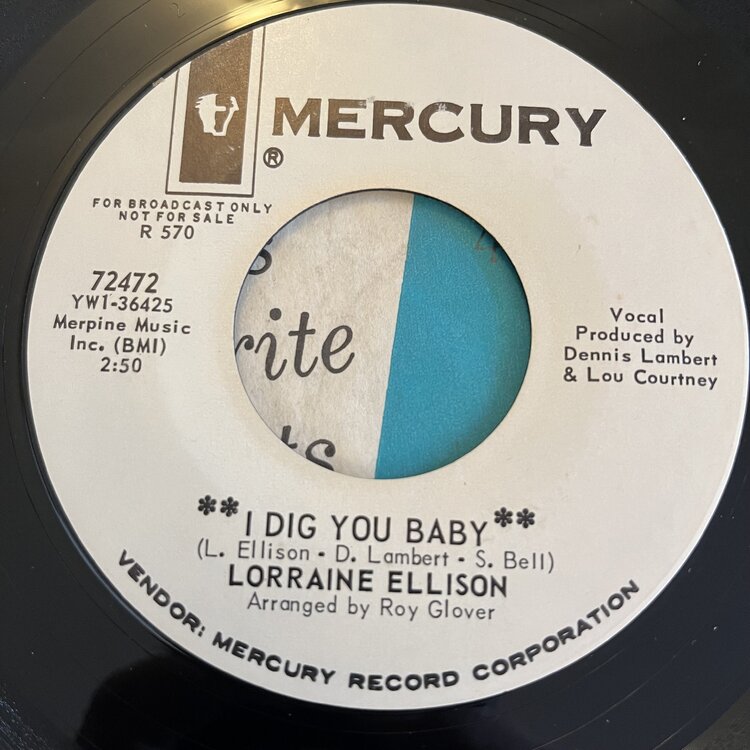 MERCURY
®
FOR BROADCAST ONLY
NOT FOR SALE
R 570
72472
YW1-36425
Merpine Music
Inc. (BMI)
2:50
Vocal
Produced by
Dennis Lambert
& Lou Courtney
rite
**I DIG YOU BABY**
(L. Ellison - D. Lambert - S. Bell)
LORRAINE ELLISON
Arranged by Roy Glover
VENDOR: MERCURY RECORD CORPORATION